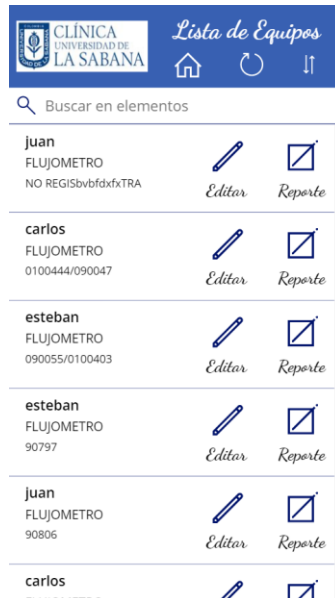 CLÍNICA
UNIVERSIDAD DE
LA SABANA
Lista de Equipos
Buscar en elementos
juan
FLUJOMETRO
NO REGISbvbfdxfxTRA
Editar
Reporte
carlos
FLUJOMETRO
0100444/090047
Editar
Reporte
esteban
FLUJOMETRO
090055/0100403
Editar
Reporte
esteban
FLUJOMETRO
90797
Editar
Reporte
juan
FLUJOMETRO
90806
Editar
Reporte
carlos